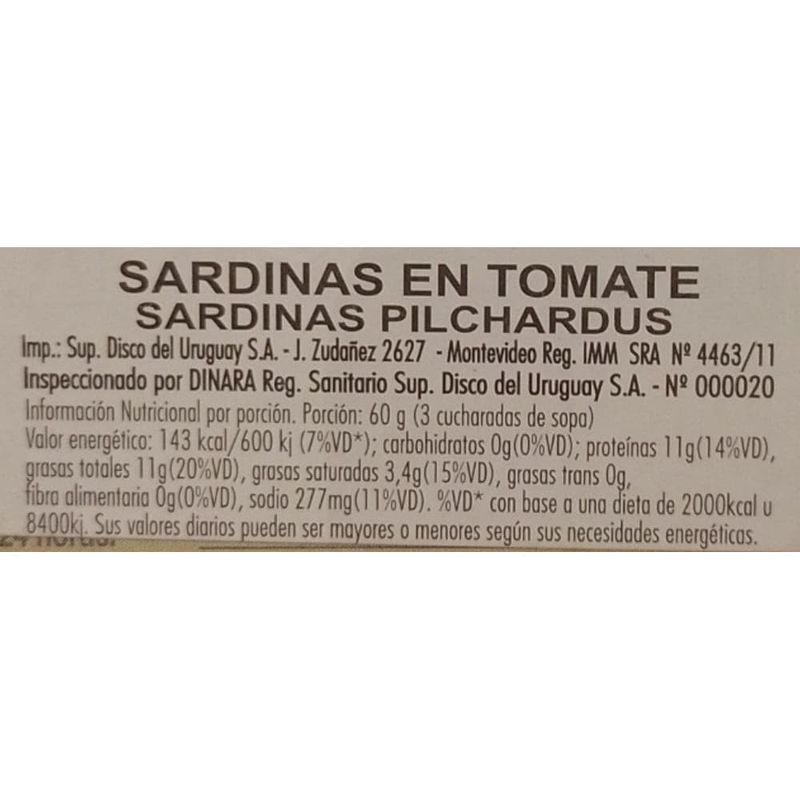 SARDINAS EN TOMATE
SARDINAS PILCHARDUS
Imp.: Sup. Disco del Uruguay S.A. - J. Zudañez 2627 - Montevideo Reg. IMM SRA Nº 4463/11
Inspeccionado por DINARA Reg. Sanitario Sup. Disco del Uruguay S.A. - Nº 000020
Información Nutricional por porción. Porción: 60 g (3 cucharadas de sopa)
Valor energético: 143 kcal/600 kj (7%VD*); carbohidratos 0g(0%VD); proteínas 11g(14%VD),
grasas totales 11g(20%VD), grasas saturadas 3,4g(15%VD), grasas trans 0g,
fibra alimentaria 0g(0%VD), sodio 277mg(11%VD). %VD* con base a una dieta de 2000kcal u
8400kj. Sus valores diarios pueden ser mayores o menores según sus necesidades energéticas.